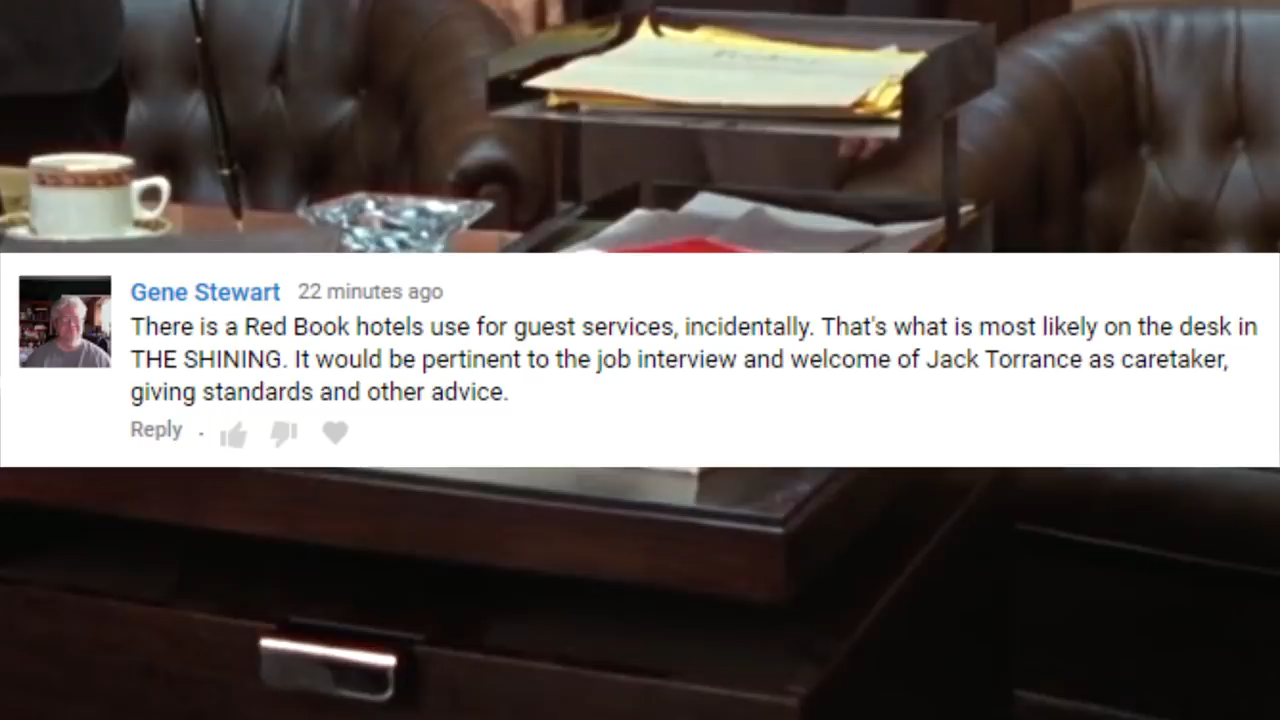 Gene Stewart 22 minutes ago
There is a Red Book hotels use for guest services, incidentally. That's what is most likely on the desk in
THE SHINING. It would be pertinent to the job interview and welcome of Jack Torrance as caretaker,
giving standards and other advice.
Reply .